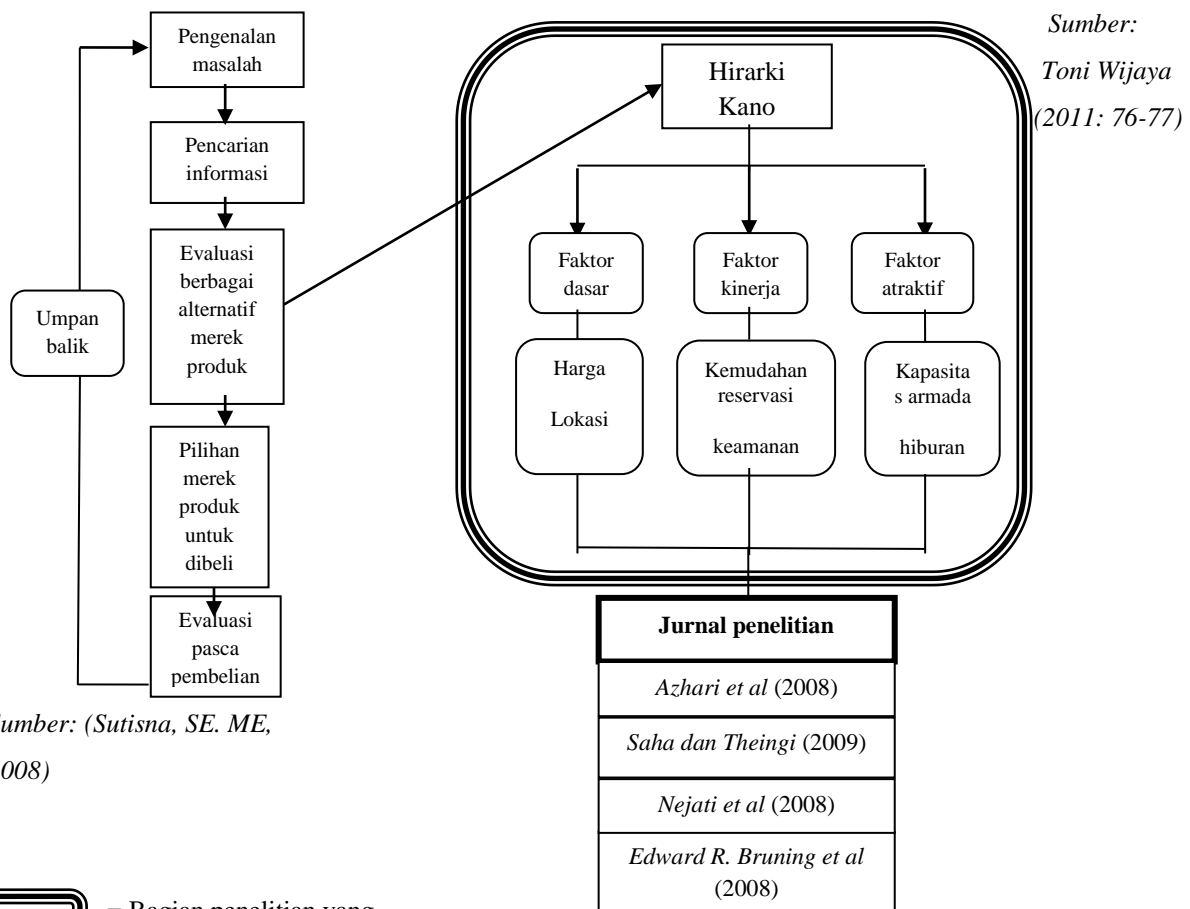 Pengenalan
masalah
Pencarian
informasi
Evaluasi
berbagai
alternatif
merek
produk
Pilihan
merek
produk
untuk
dibeli
Evaluasi
pasca
pembelian
Umpan
balik
Sumber: (Sutisna, SE. ME,
008)
Hirarki
Kano
Faktor
dasar
Faktor
kinerja
Faktor
atraktif
Harga
Lokasi
Kemudahan
reservasi
keamanan
Kapasita
s armada
hiburan
Sumber:
Toni Wijaya
(2011: 76-77)
Jurnal penelitian
Azhari et al (2008)
Saha dan Theingi (2009)
Nejati et al (2008)
Edward R. Bruning et al
(2008)
= Bagian penelitian yang